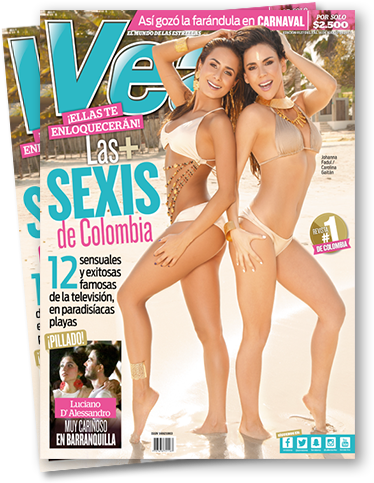 Así gozó la farándula en CARNAVAL
POR SOLO
$2.500
Vea
EL MUNDO DE LAS ESTRELLAS
¡ELLAS TE
ENLOQUECERÁN!
Las+
SEXIS
de Colombia
12 sensuales
y exitosas
famosas
de la televisión,
en paradisíacas
playas
Johanna
Fadul /
Carolina
Gaitán
REVISTA
#1
DE COLOMBIA
¡PILLADO!
Luciano
D'Alessandro
MUY CARIÑOSO
EN BARRANQUILLA